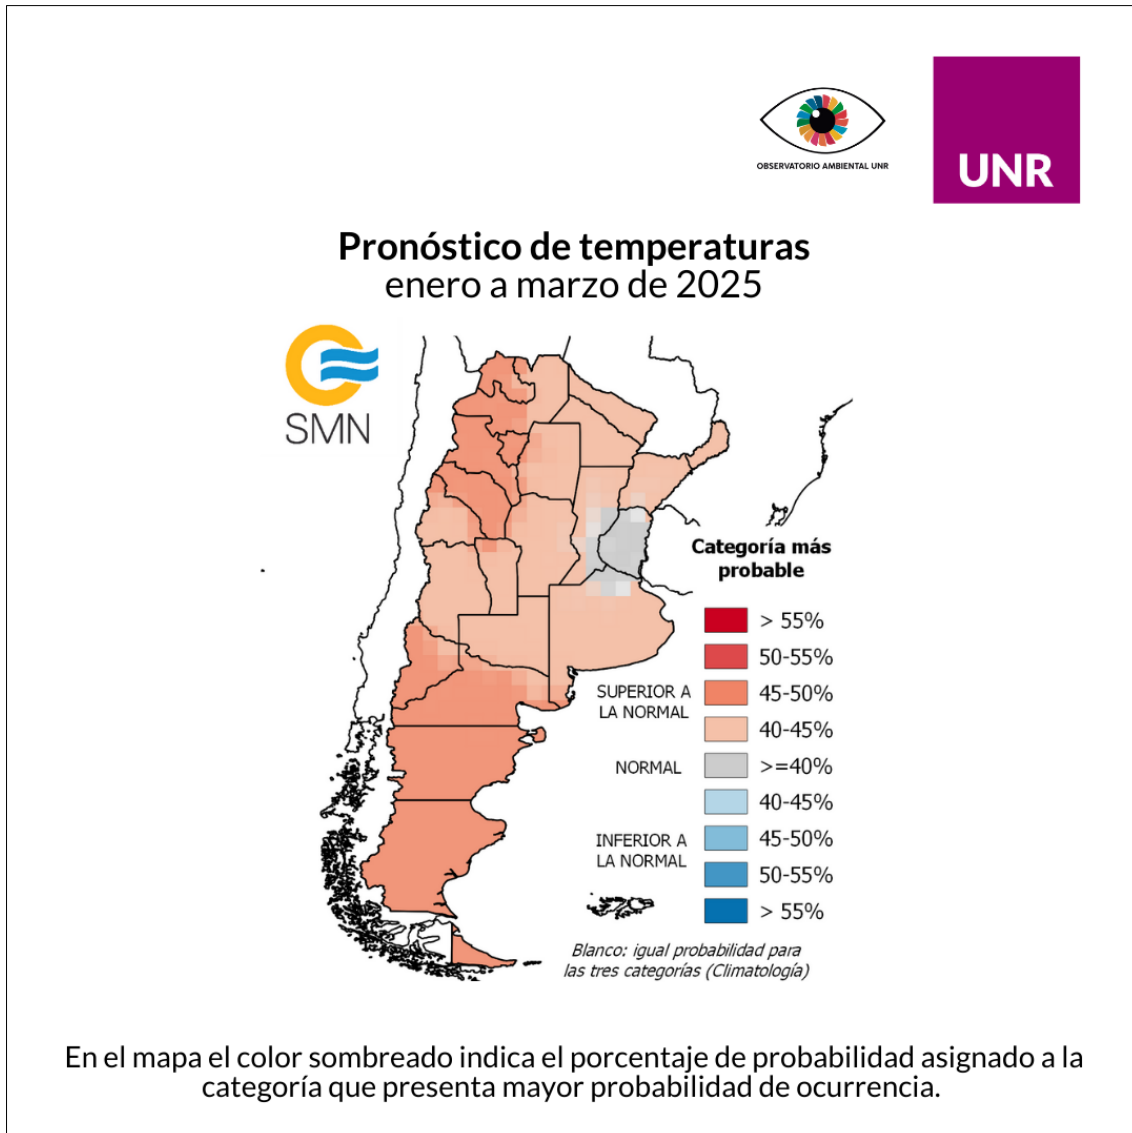 OBSERVATORIO AMBIENTAL UNR
UNR
Pronóstico de temperaturas
enero a marzo de 2025
SMN
Categoría más
probable
> 55%
50-55%
SUPERIOR A
LA NORMAL
45-50%
40-45%
NORMAL
>=40%
40-45%
INFERIOR A
LA NORMAL
45-50%
50-55%
> 55%
Blanco: igual probabilidad para
las tres categorías (Climatología)
En el mapa el color sombreado indica el porcentaje de probabilidad asignado a la
categoría que presenta mayor probabilidad de ocurrencia.